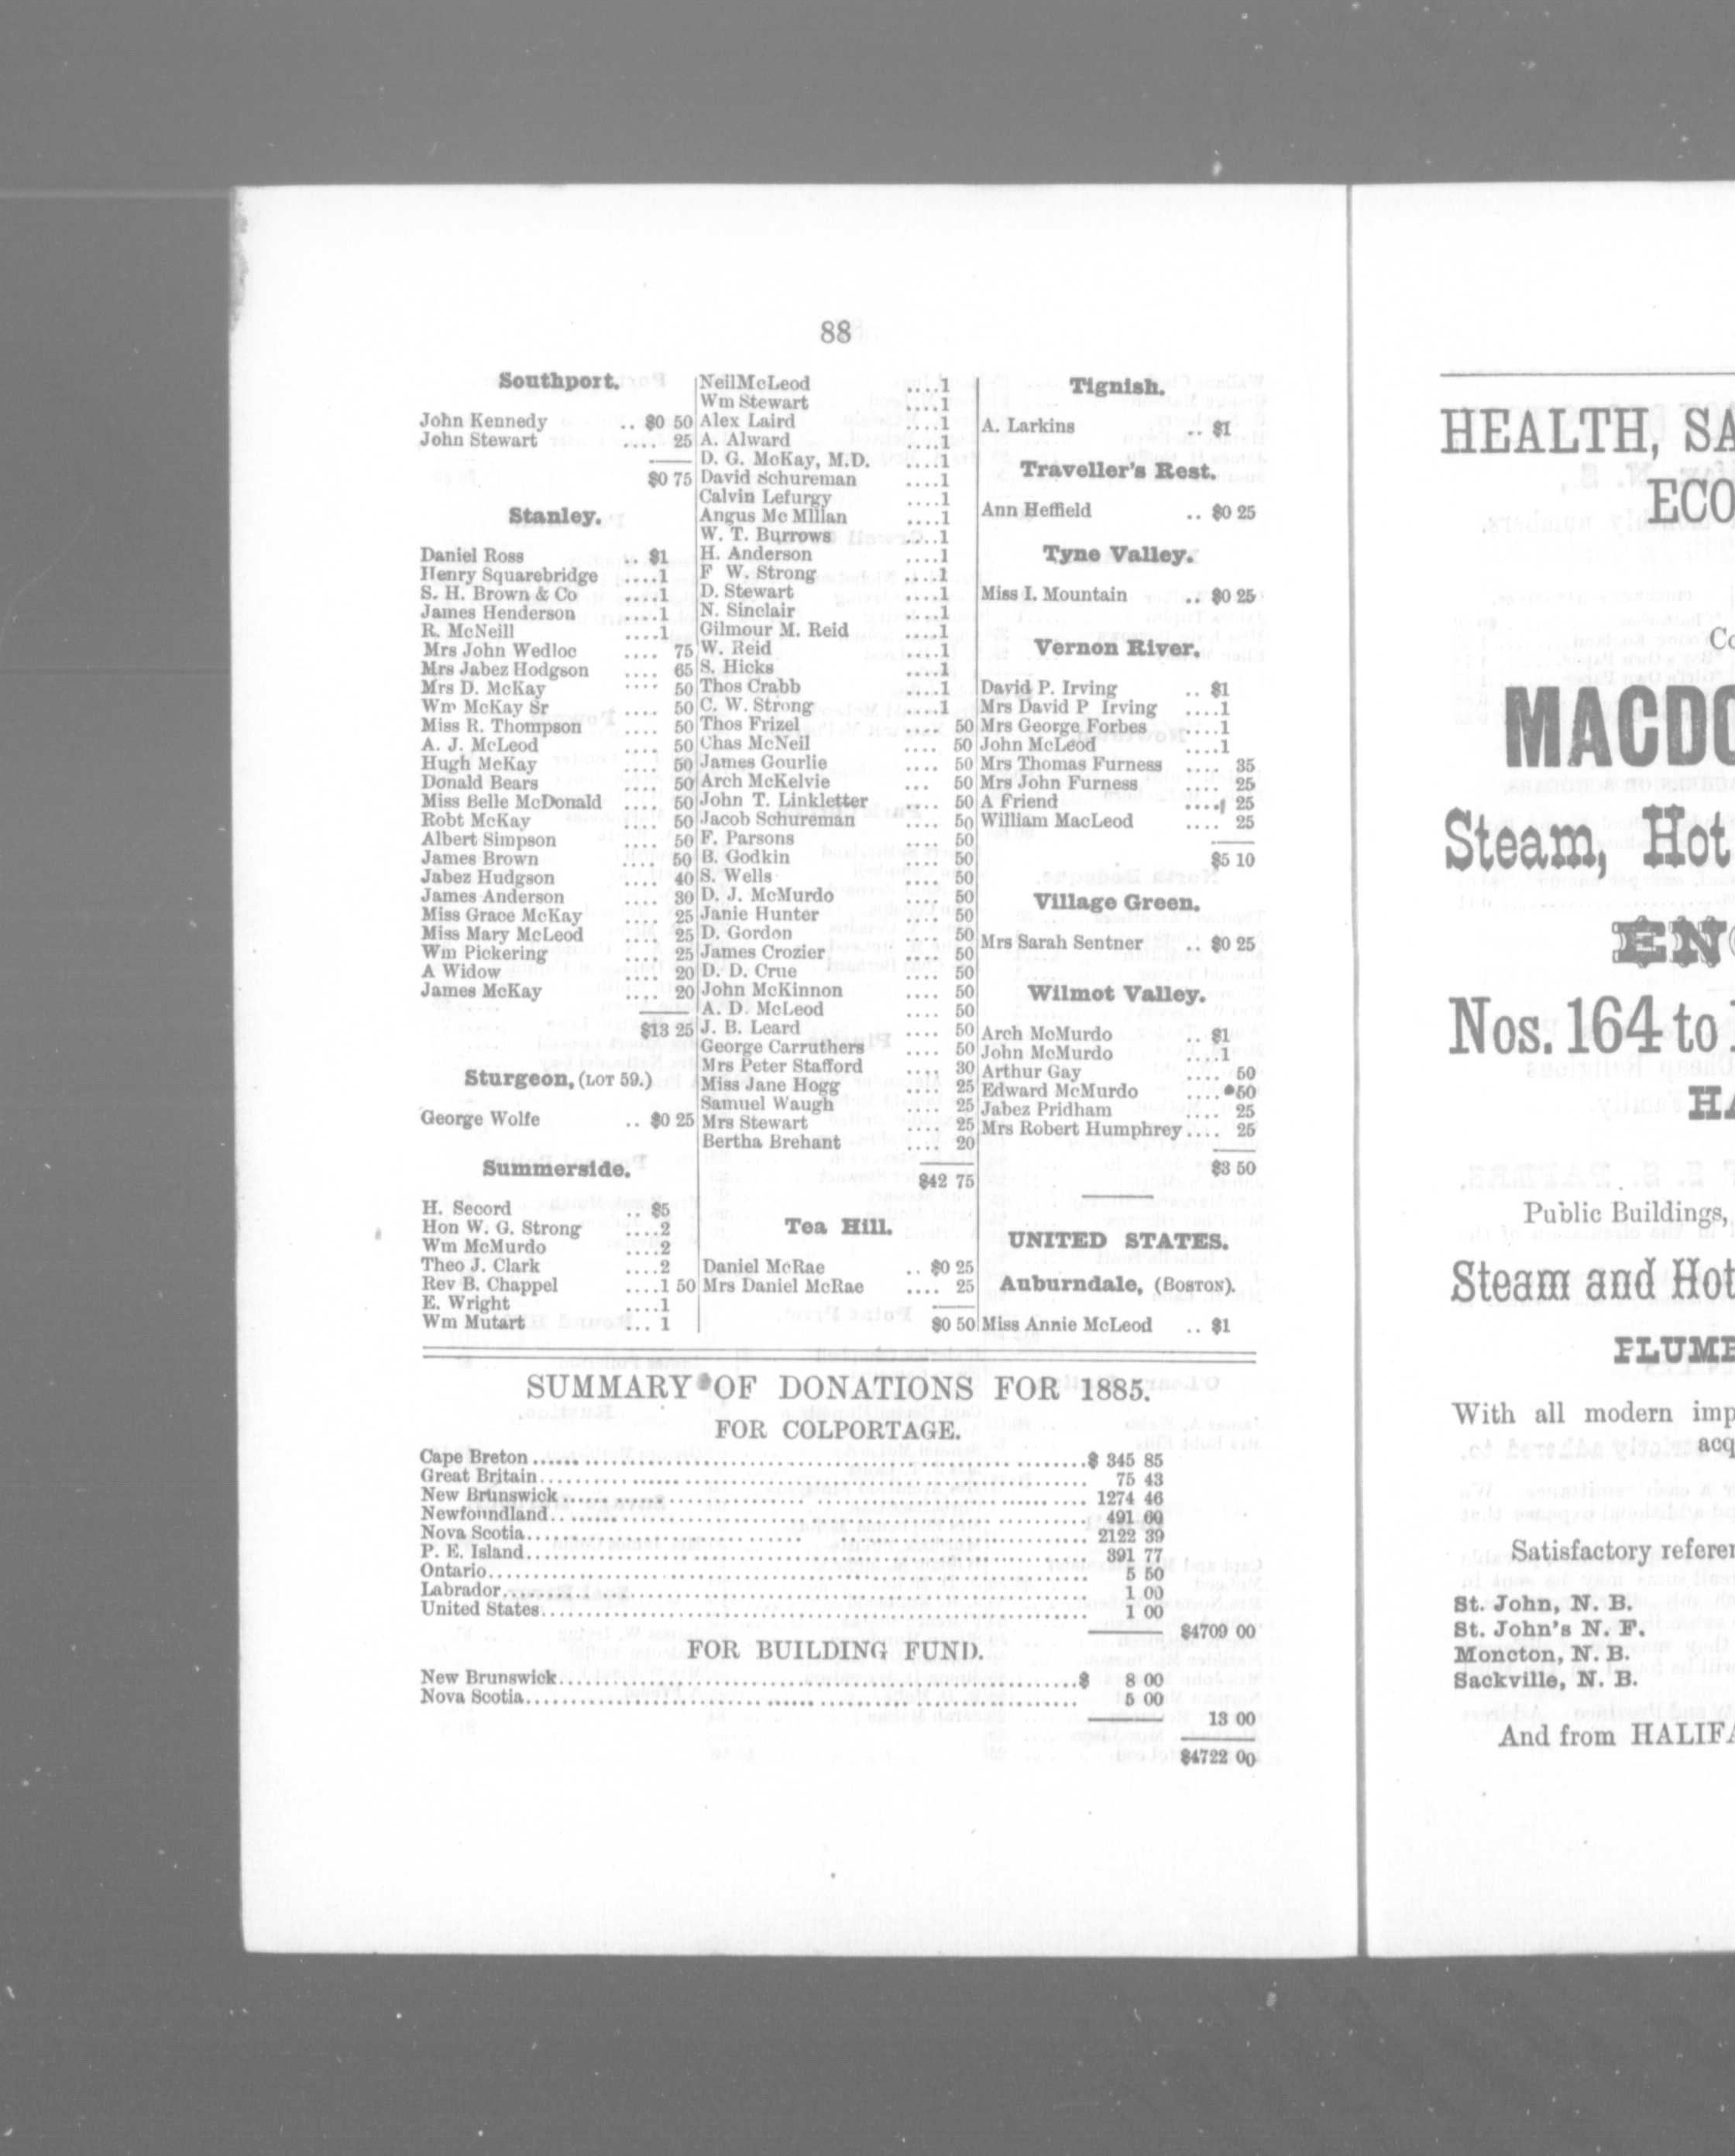 88
Southport.
John Kennedy .. $0 50
John Stewart .... 25
$0 75
Stanley.
Daniel Ross $1
Henry Squarebridge ....1
S. H. Brown & Co ....1
James Henderson ....1
R. McNeill ....1
Mrs John Wedloc .... 75
Mrs Jabez Hodgson .... 65
Mrs D. McKay .... 50
Wm McKay Sr .... 50
Miss R. Thompson .... 50
A. J. McLeod .... 50
Hugh McKay .... 50
Donald Bears .... 50
Miss Belle McDonald .... 50
Robt McKay .... 50
Albert Simpson .... 50
James Brown .... 50
Jabez Hudgson .... 40
James Anderson .... 30
Miss Grace McKay .... 25
Miss Mary McLeod .... 25
Wm Pickering .... 25
A Widow .... 20
James McKay .... 20
$13 25
Sturgeon, (LOT 59.)
George Wolfe .. $0 25
Summerside.
H. Secord .. $5
Hon W. G. Strong ....2
Wm McMurdo ....2
Theo J. Clark ....2
Rev B. Chappel ....1 50
E. Wright ....1
Wm Mutart ... 1
NeilMcLeod ....1
Wm Stewart ....1
Alex Laird ....1
A. Alward ....1
D. G. McKay, M.D. ....1
David Schureman ....1
Calvin Lefurgy ....1
Angus Mc Mllan ....1
W. T. Burrows ....1
H. Anderson ....1
F W. Strong ....1
D. Stewart ....1
N. Sinclair ....1
Gilmour M. Reid ....1
W. Reid ....1
S. Hicks ....1
Thos Crabb ....1
C. W. Strong ....1
Thos Frizel 50
Chas McNeil .... 50
James Gourlie .... 50
Arch McKelvie ... 50
John T. Linkletter .... 50
Jacob Schureman .... 50
F. Parsons .... 50
B. Godkin .... 50
S. Wells .... 50
D. J. McMurdo .... 50
Janie Hunter .... 50
D. Gordon .... 50
James Crozier .... 50
D. D. Crue .... 50
John McKinnon .... 50
A. D. McLeod .... 50
J. B. Leard .... 50
George Carruthers .... 50
Mrs Peter Stafford .... 30
Miss Jane Hogg .... 25
Samuel Waugh .... 25
Mrs Stewart .... 25
Bertha Brehant .... 20
$42 75
Tea Hill.
Daniel McRae .. $0 25
Mrs Daniel McRae .... 25
$0 50
Tignish.
A. Larkins .. $1
Traveller's Rest.
Ann Heffield .. $0 25
Tyne Valley.
Miss I. Mountain .. $0 25
Vernon River.
David P. Irving .. $1
Mrs David P Irving ....1
Mrs George Forbes ....1
John McLeod ....1
Mrs Thomas Furness .... 35
Mrs John Furness .... 25
A Friend .... 25
William MacLeod .... 25
$5 10
Village Green.
Mrs Sarah Sentner .. $0 25
Wilmot Valley.
Arch McMurdo .. $1
John McMurdo ....1
Arthur Gay .... 50
Edward McMurdo .... 50
Jabez Pridham .... 25
Mrs Robert Humphrey .... 25
$3 50
UNITED STATES.
Auburndale, (BOSTON).
Miss Annie McLeod .. $1
SUMMARY OF DONATIONS FOR 1885.
FOR COLPORTAGE.
Cape Breton ........ $ 345 85
Great Britain ........ 75 43
New Brunswick ........ 1274 46
Newfoundland ........ 491 60
Nova Scotia ........ 2122 39
P. E. Island ........ 391 77
Ontario ........ 5 50
Labrador ........ 1 00
United States ........ 1 00
$4709 00
FOR BUILDING FUND.
New Brunswick ........ $ 8 00
Nova Scotia ........ 5 00
13 00
$4722 00
HEALTH, SA
ECO
Co
MACDO
Steam, Hot
ENG
Nos. 164 to
HA
Public Buildings,
Steam and Hot
PLUMB
With all modern imp
acq
Satisfactory referen
St. John, N. B.
St. John's N. F.
Moncton, N. B.
Sackville, N. B.
And from HALIFA